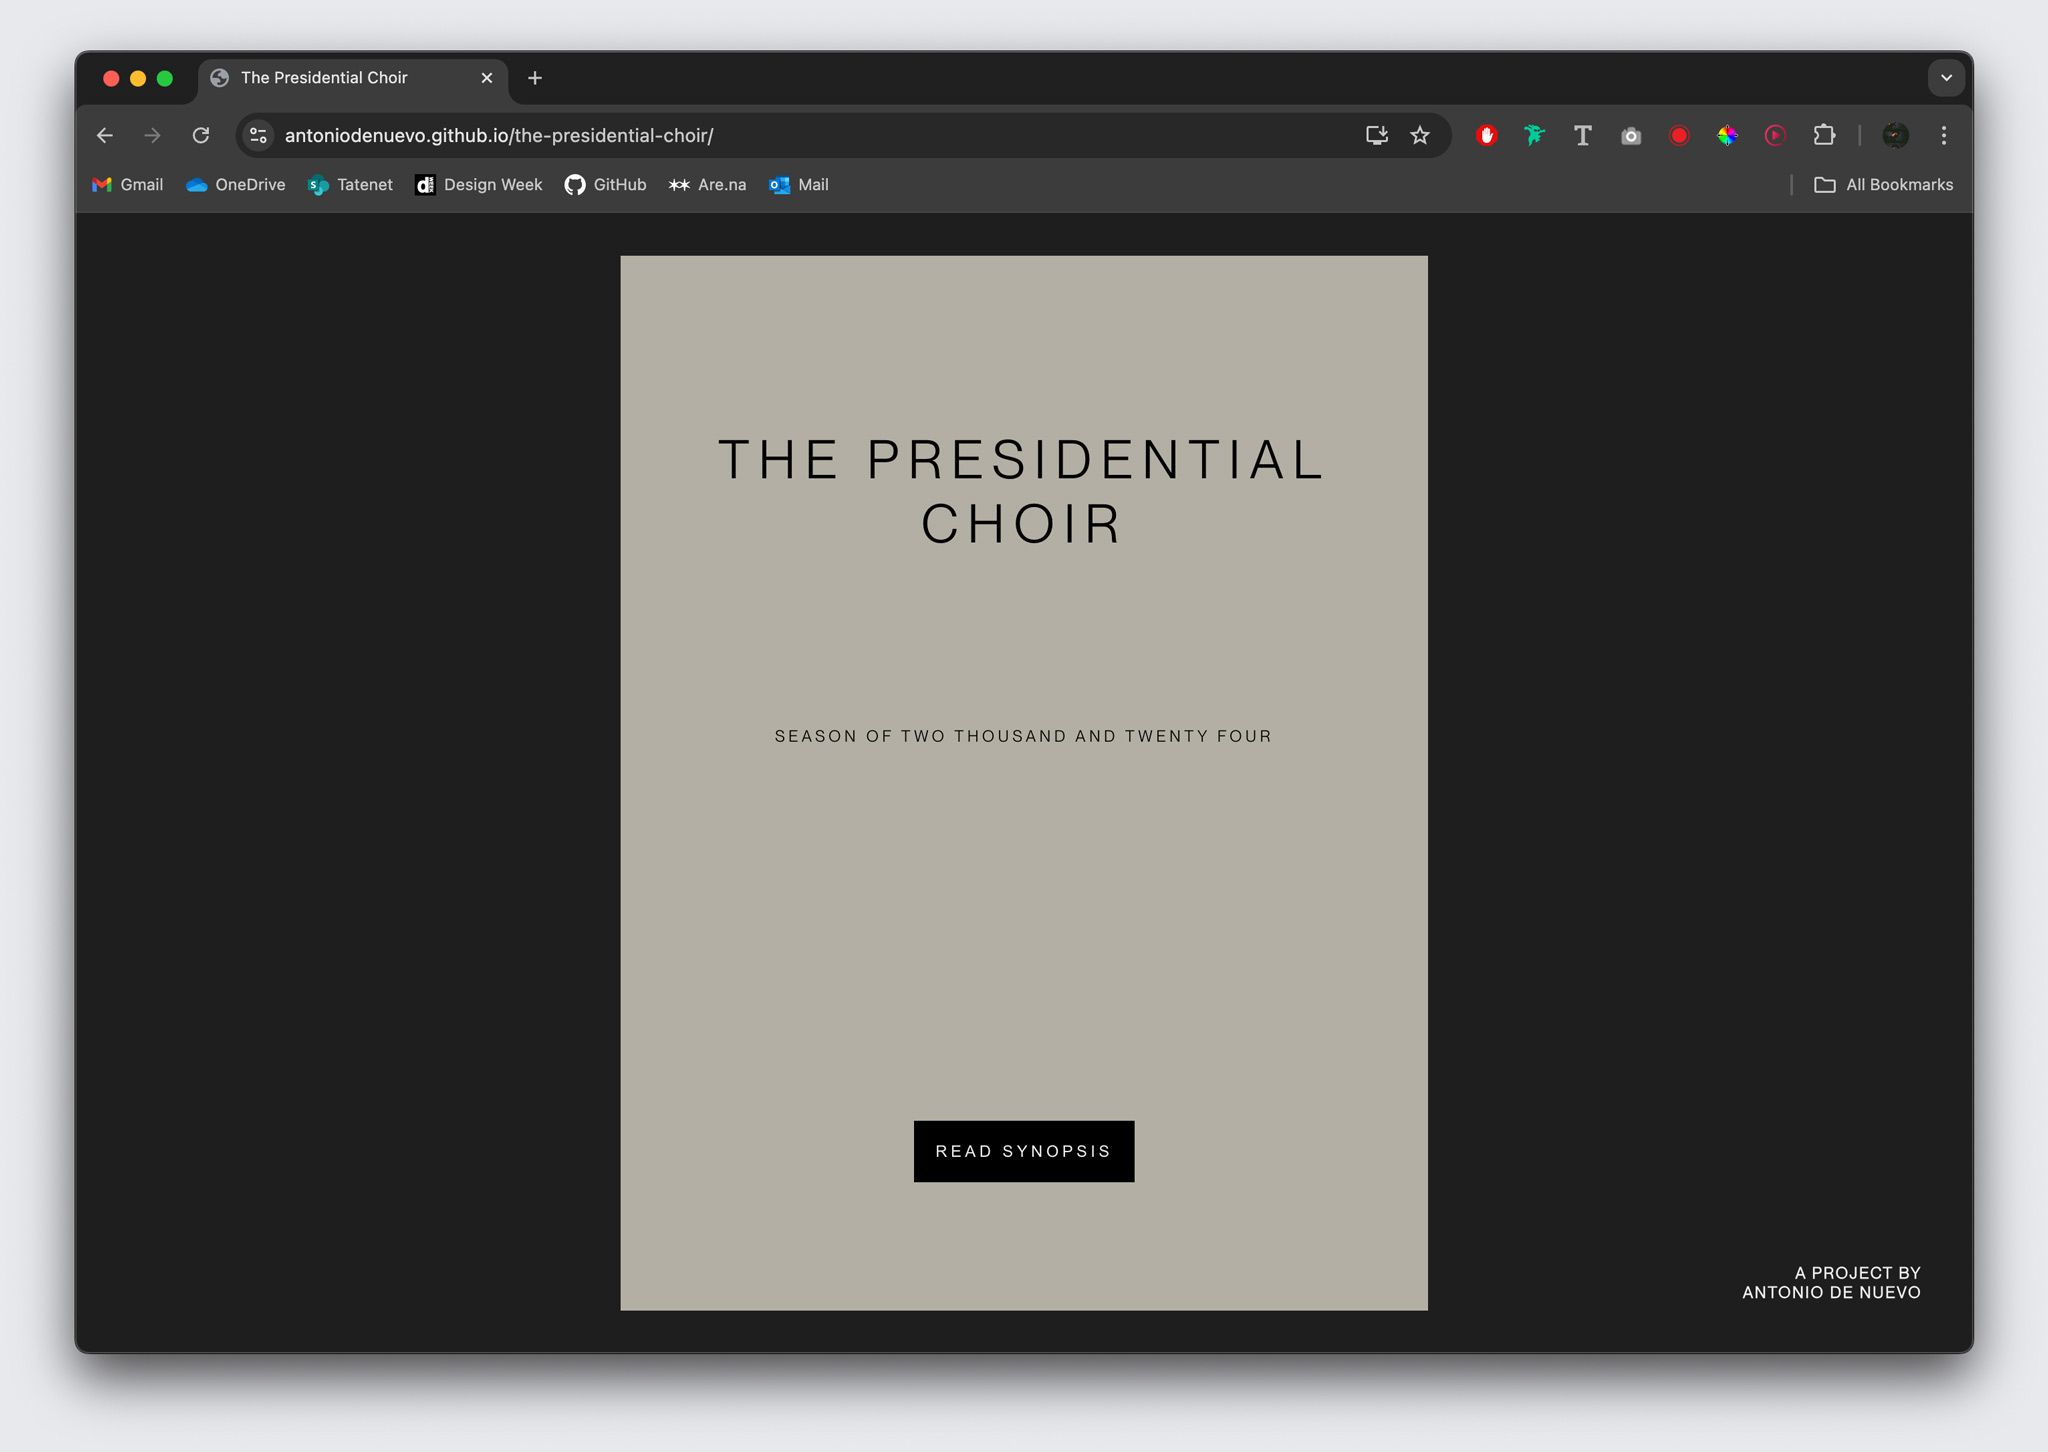 The Presidential Choir
antoniodenuevo.github.io/the-presidential-choir/
Gmail OneDrive Tatenet Design Week GitHub Are.na Mail All Bookmarks
THE PRESIDENTIAL
CHOIR
SEASON OF TWO THOUSAND AND TWENTY FOUR
READ SYNOPSIS
A PROJECT BY
ANTONIO DE NUEVO